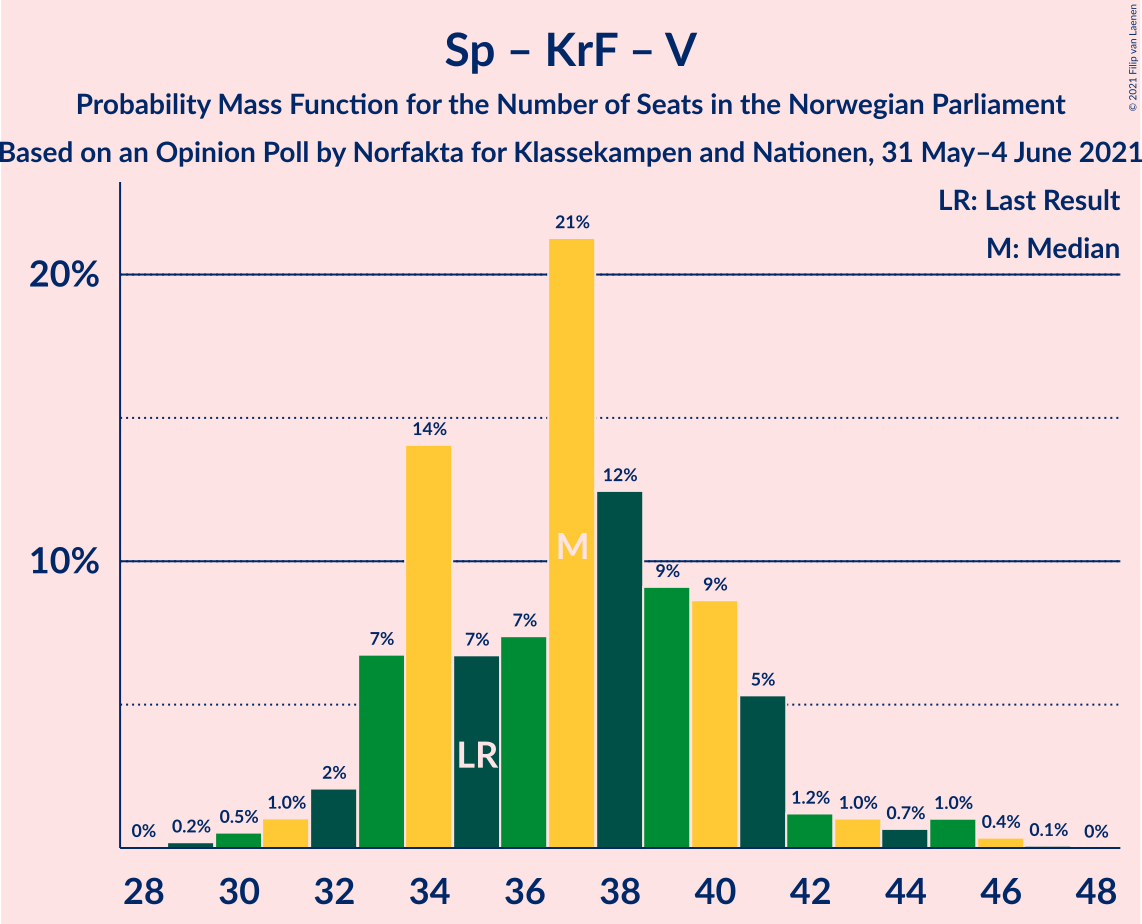 Sp – KrF – V
Probability Mass Function for the Number of Seats in the Norwegian Parliament
Based on an Opinion Poll by Norfakta for Klassekampen and Nationen, 31 May–4 June 2021
© 2021 Filip van Laenen
LR: Last Result
M: Median
20%
10%
0%
0.2%
0.5%
1.0%
2%
7%
14%
7%
7%
21%
12%
9%
9%
5%
1.2%
1.0%
0.7%
1.0%
0.4%
0.1%
0%
LR
M
28 30 32 34 36 38 40 42 44 46 48